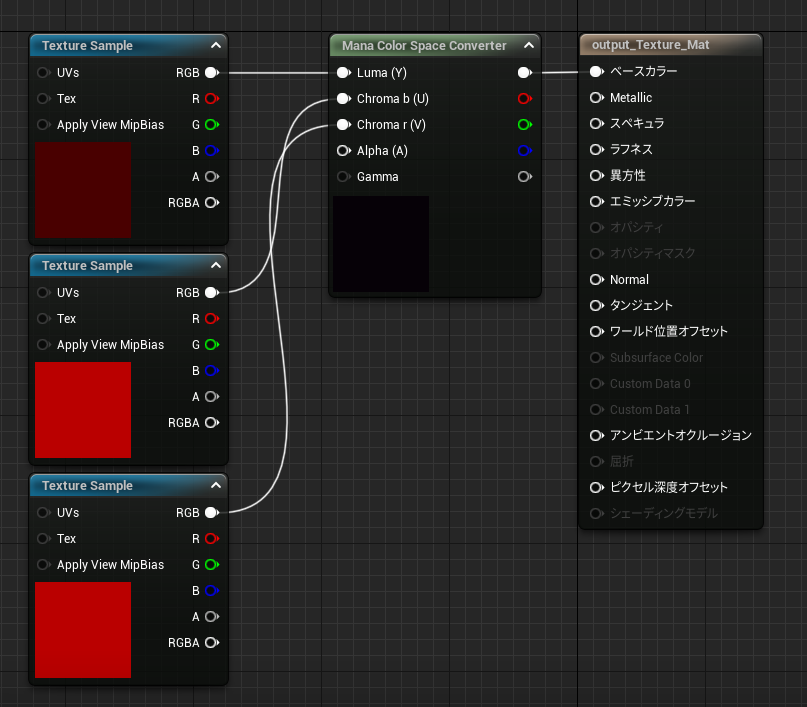 Texture Sample
UVs
RGB
Tex
R
Apply View MipBias
G
B
A
RGBA
Texture Sample
UVs
RGB
Tex
R
Apply View MipBias
G
B
A
RGBA
Texture Sample
UVs
RGB
Tex
R
Apply View MipBias
G
B
A
RGBA
Mana Color Space Converter
Luma (Y)
Chroma b (U)
Chroma r (V)
Alpha (A)
Gamma
output_Texture_Mat
ベースカラー
Metallic
スペキュラ
ラフネス
異方性
エミッシブカラー
オパシティ
オパシティマスク
Normal
タンジェント
ワールド位置オフセット
Subsurface Color
Custom Data 0
Custom Data 1
アンビエントオクルージョン
屈折
ピクセル深度オフセット
シェーディングモデル